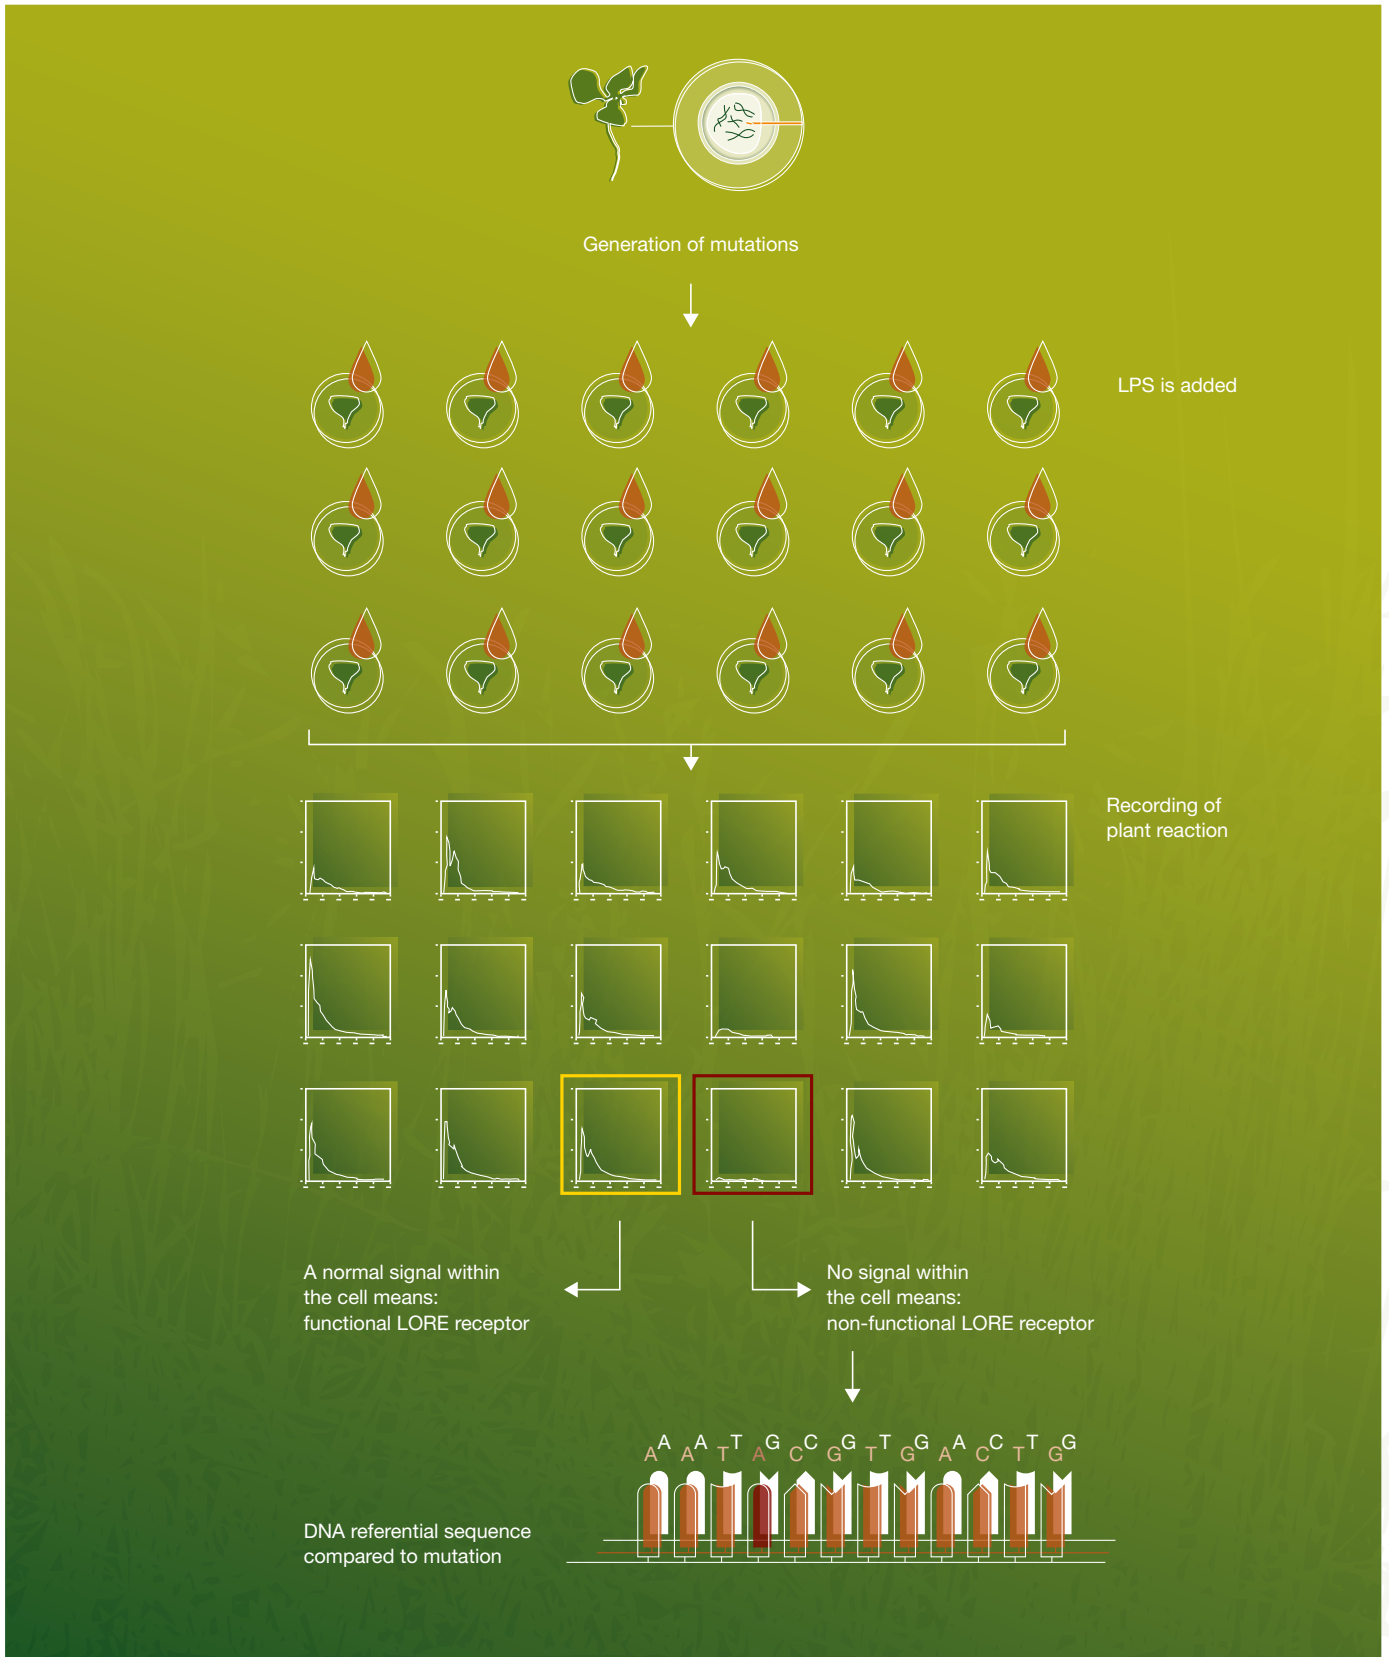 Generation of mutations
LPS is added
Recording of
plant reaction
A normal signal within
the cell means:
functional LORE receptor
No signal within
the cell means:
non-functional LORE receptor
A A T G C G T G A C T G
A A T A C G T G A C T G
DNA referential sequence
compared to mutation